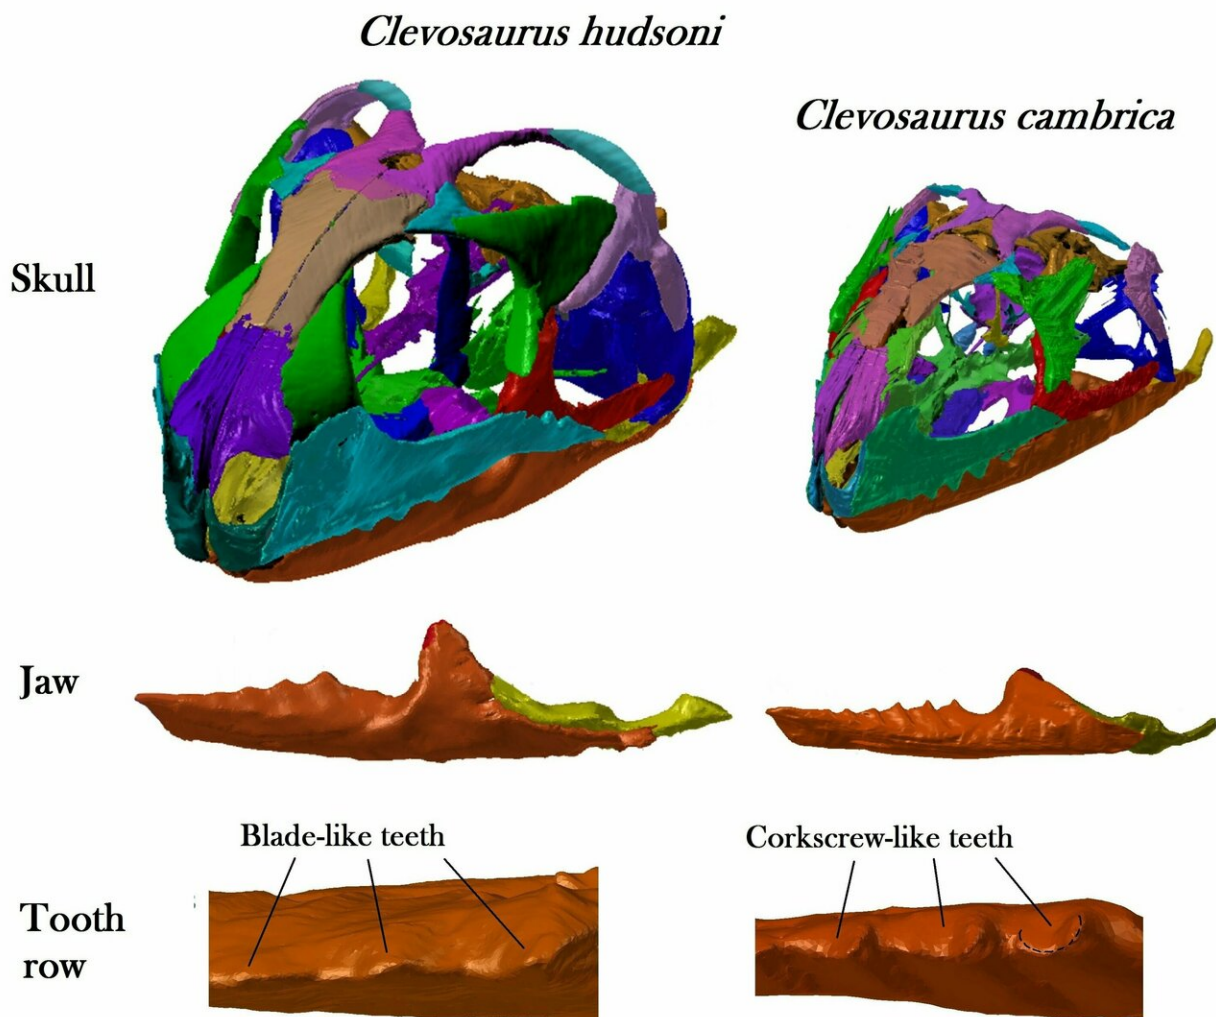 Clevosaurus hudsoni
Clevosaurus cambrica
Skull
Jaw
Blade-like teeth
Corkscrew-like teeth
Tooth
row